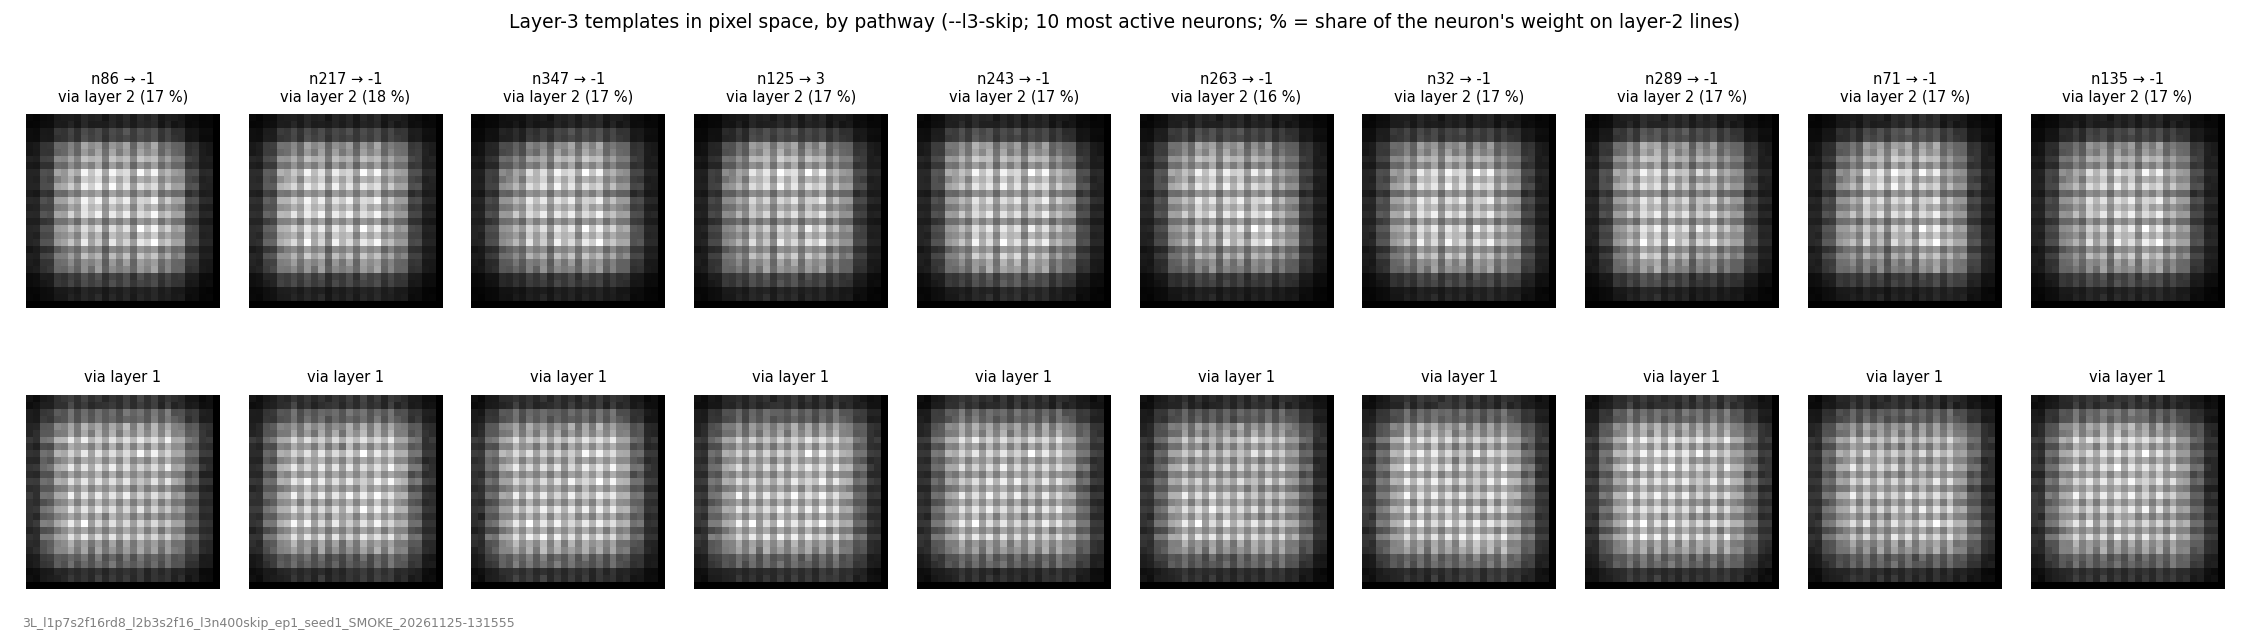 Layer-3 templates in pixel space, by pathway (--l3-skip; 10 most active neurons; % = share of the neuron's weight on layer-2 lines)
n86 → -1
via layer 2 (17 %)
n217 → -1
via layer 2 (18 %)
n347 → -1
via layer 2 (17 %)
n125 → 3
via layer 2 (17 %)
n243 → -1
via layer 2 (17 %)
n263 → -1
via layer 2 (16 %)
n32 → -1
via layer 2 (17 %)
n289 → -1
via layer 2 (17 %)
n71 → -1
via layer 2 (17 %)
n135 → -1
via layer 2 (17 %)
via layer 1
via layer 1
via layer 1
via layer 1
via layer 1
via layer 1
via layer 1
via layer 1
via layer 1
via layer 1
3L_l1p7s2f16rd8_l2b3s2f16_l3n400skip_ep1_seed1_SMOKE_20261125-131555